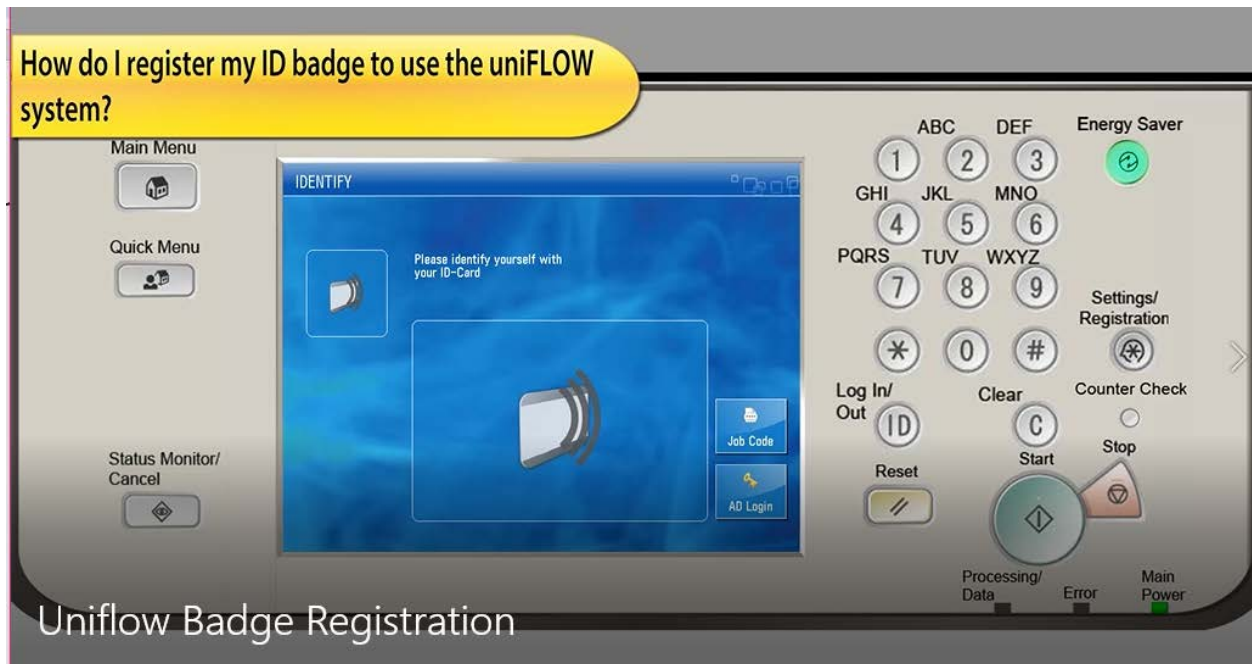 How do I register my ID badge to use the uniFLOW
system?
Main Menu
Quick Menu
Status Monitor/
Cancel
IDENTIFY
Please identify yourself with
your ID-Card
Job Code
AD Login
ABC DEF
1 2 3
GHI JKL MNO
4 5 6
PQRS TUV WXYZ
7 8 9
* 0 #
Energy Saver
Settings/
Registration
Log In/
Out
ID
Clear
C
Counter Check
Reset
Start
Stop
Processing/
Data
Error
Main
Power
Uniflow Badge Registration